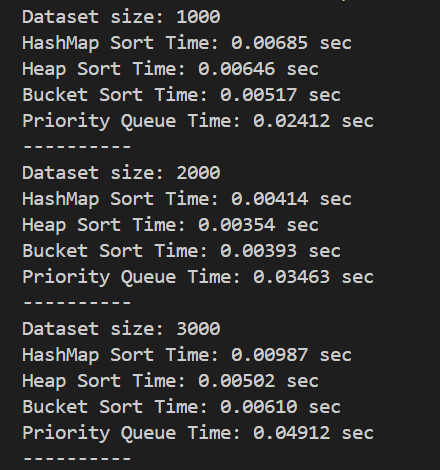 Dataset size: 1000
HashMap Sort Time: 0.00685 sec
Heap Sort Time: 0.00646 sec
Bucket Sort Time: 0.00517 sec
Priority Queue Time: 0.02412 sec
----------
Dataset size: 2000
HashMap Sort Time: 0.00414 sec
Heap Sort Time: 0.00354 sec
Bucket Sort Time: 0.00393 sec
Priority Queue Time: 0.03463 sec
----------
Dataset size: 3000
HashMap Sort Time: 0.00987 sec
Heap Sort Time: 0.00502 sec
Bucket Sort Time: 0.00610 sec
Priority Queue Time: 0.04912 sec
----------